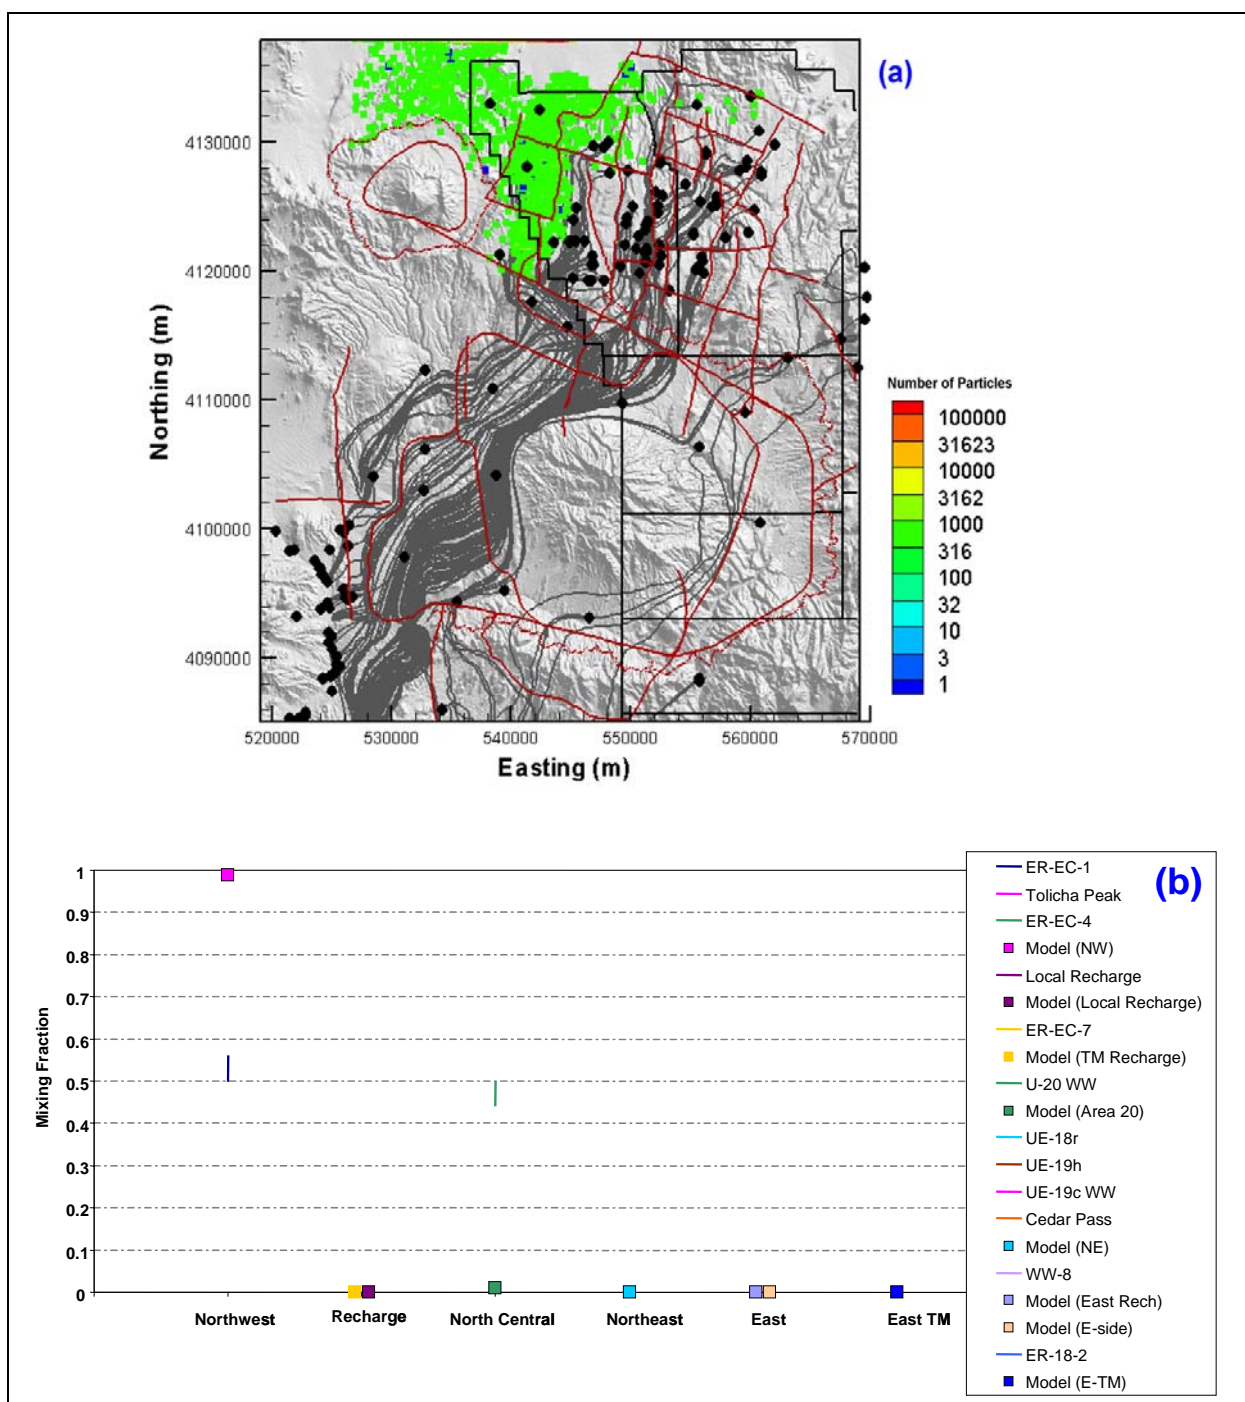 (a)
4130000
4120000
4110000
4100000
4090000
Northing (m)
520000 530000 540000 550000 560000 570000
Easting (m)
Number of Particles
100000
31623
10000
3162
1000
316
100
32
10
3
1
(b)
1
0.9
0.8
0.7
0.6
0.5
0.4
0.3
0.2
0.1
0
Mixing Fraction
Northwest Recharge North Central Northeast East East TM
ER-EC-1
Tolicha Peak
ER-EC-4
Model (NW)
Local Recharge
Model (Local Recharge)
ER-EC-7
Model (TM Recharge)
U-20 WW
Model (Area 20)
UE-18r
UE-19h
UE-19c WW
Cedar Pass
Model (NE)
WW-8
Model (East Rech)
Model (E-side)
ER-18-2
Model (E-TM)